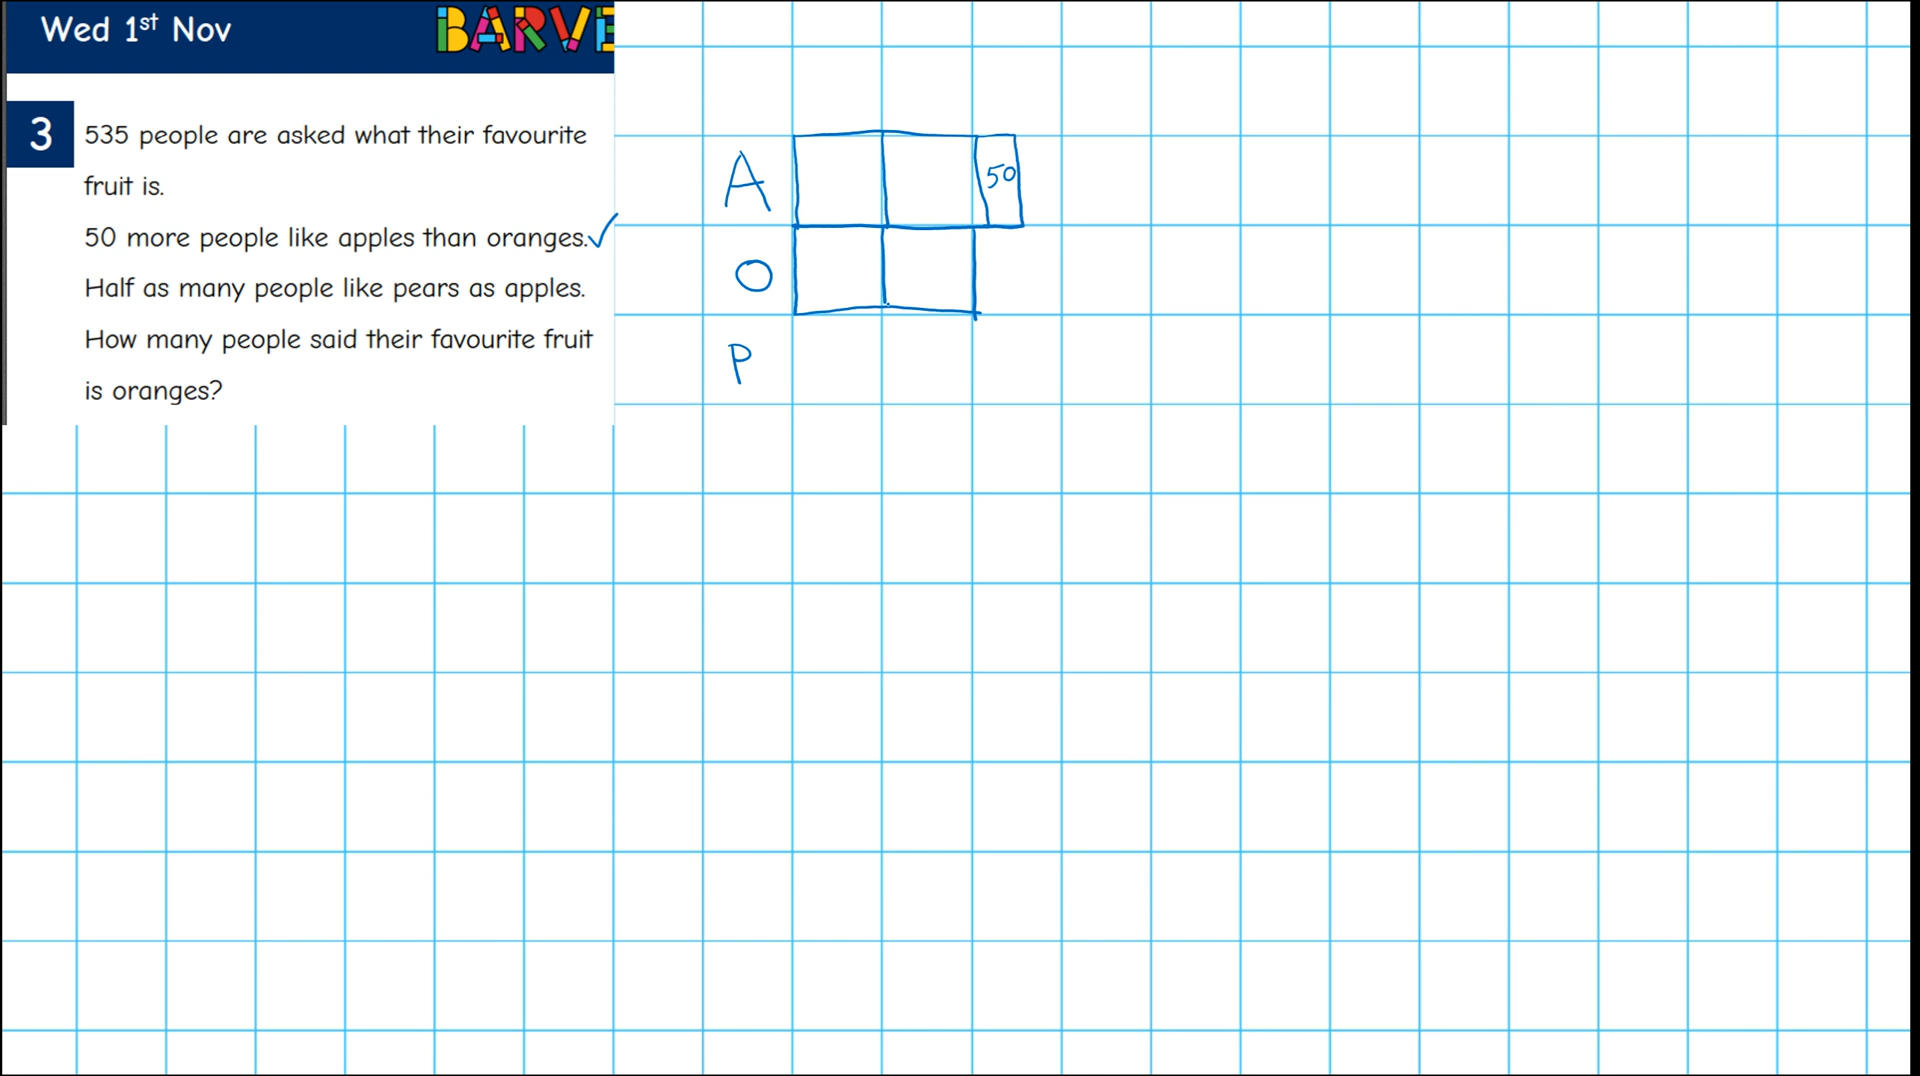 Wed 1st Nov
BARVE
3
535 people are asked what their favourite
fruit is.
50 more people like apples than oranges.
Half as many people like pears as apples.
How many people said their favourite fruit
is oranges?
A
50
O
P